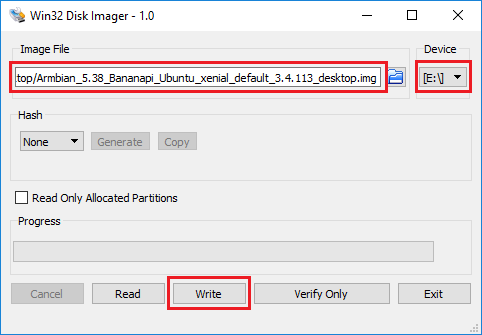 Win32 Disk Imager - 1.0
Image File
Device
top/Armbian_5.38_Bananapi_Ubuntu_xenial_default_3.4.113_desktop.img
[E:\]
Hash
None
Generate
Copy
Read Only Allocated Partitions
Progress
Cancel
Read
Write
Verify Only
Exit